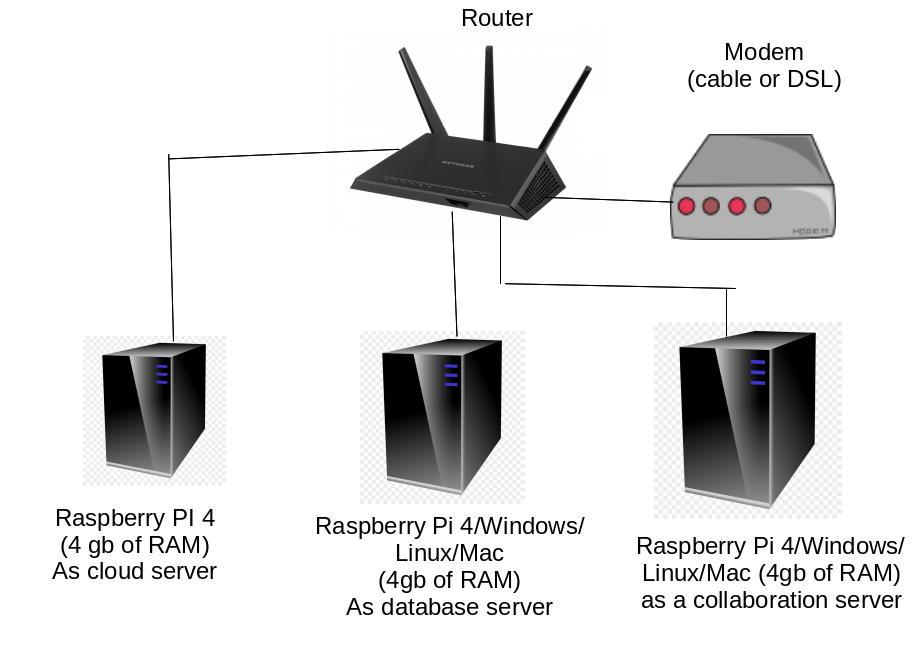 Router
Modem
(cable or DSL)
NETGEAR
MODEM
Raspberry PI 4
(4 gb of RAM)
As cloud server
Raspberry Pi 4/Windows/
Linux/Mac
(4gb of RAM)
As database server
Raspberry Pi 4/Windows/
Linux/Mac (4gb of RAM)
as a collaboration server